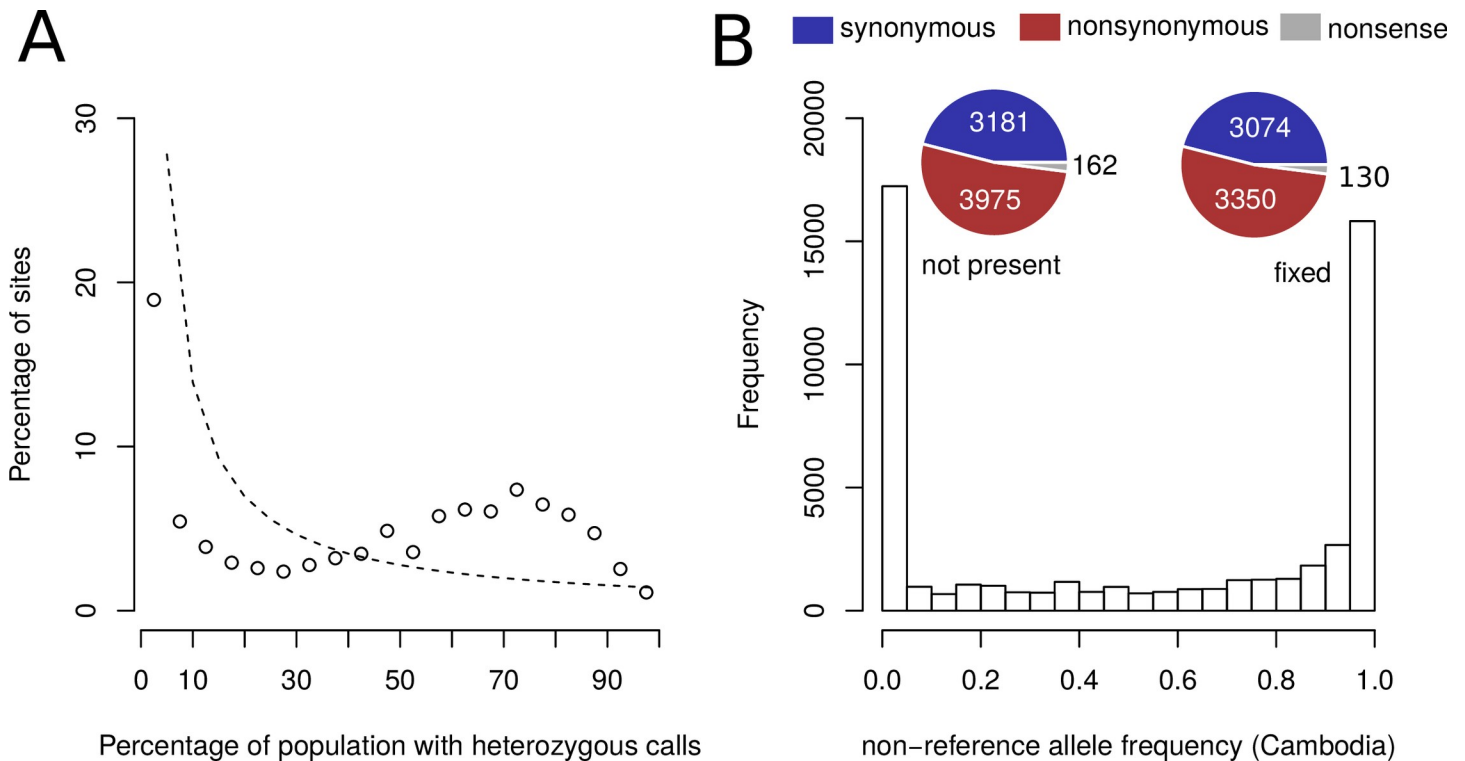 A
Percentage of sites
30
20
10
0
0 10 30 50 70 90
Percentage of population with heterozygous calls
B
synonymous nonsynonymous nonsense
Frequency
20000
15000
10000
5000
0
3181
162
3975
not present
3074
130
3350
fixed
0.0 0.2 0.4 0.6 0.8 1.0
non−reference allele frequency (Cambodia)